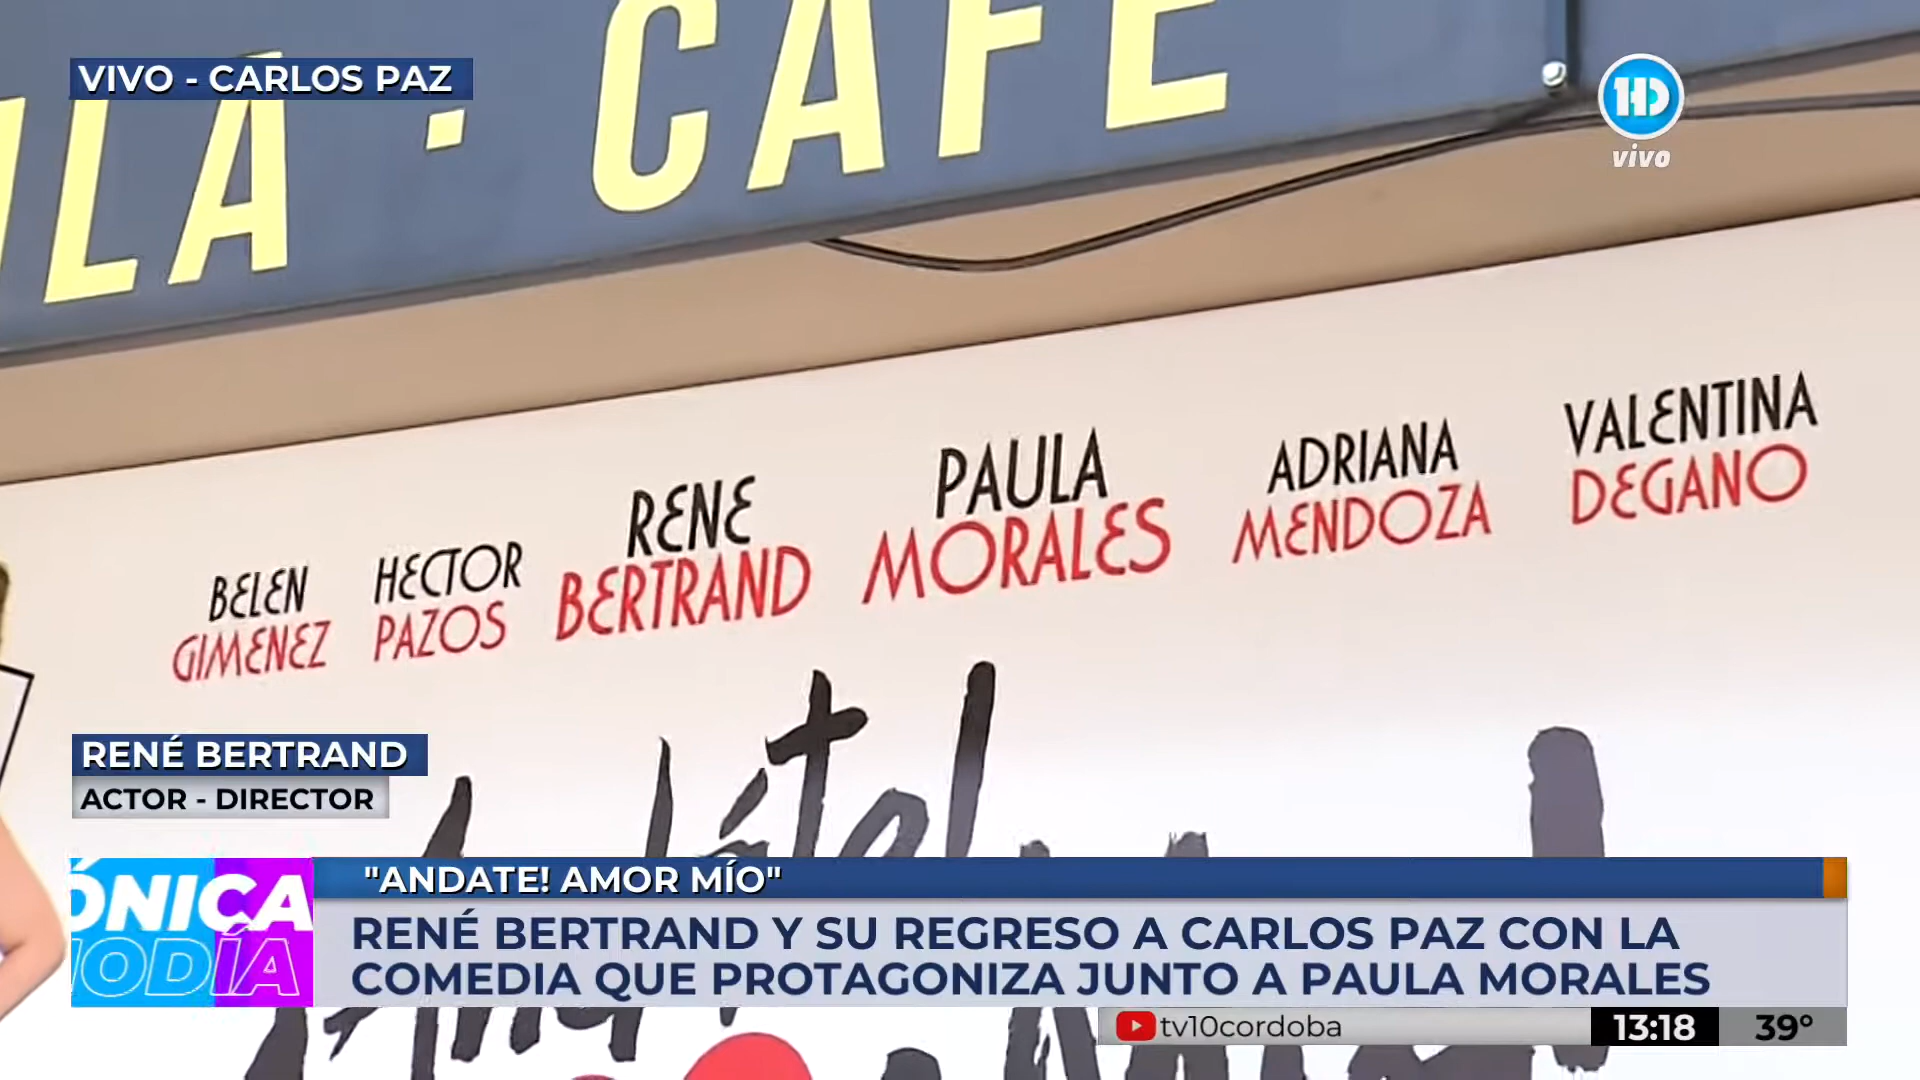 VIVO - CARLOS PAZ
CAFE
1HD
vivo
BELEN
GIMENEZ
HECTOR
PAZOS
RENE
BERTRAND
PAULA
MORALES
ADRIANA
MENDOZA
VALENTINA
DEGANO
RENÉ BERTRAND
ACTOR - DIRECTOR
"ANDATE! AMOR MÍO"
RENÉ BERTRAND Y SU REGRESO A CARLOS PAZ CON LA
COMEDIA QUE PROTAGONIZA JUNTO A PAULA MORALES
tv10cordoba
13:18
39°